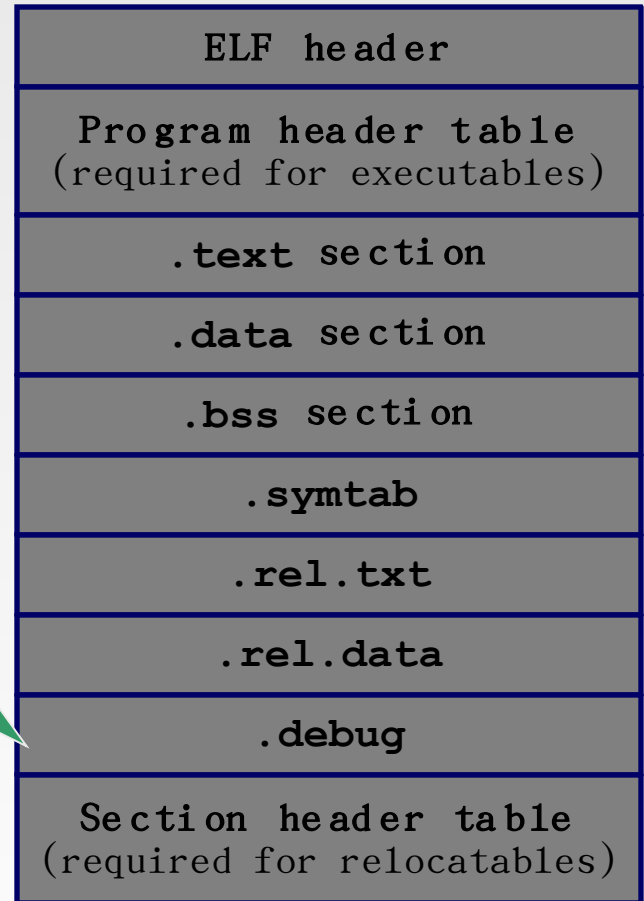 ELF header
Program header table
(required for executables)
.text section
.data section
.bss section
.symtab
.rel.txt
.rel.data
.debug
Section header table
(required for relocatables)